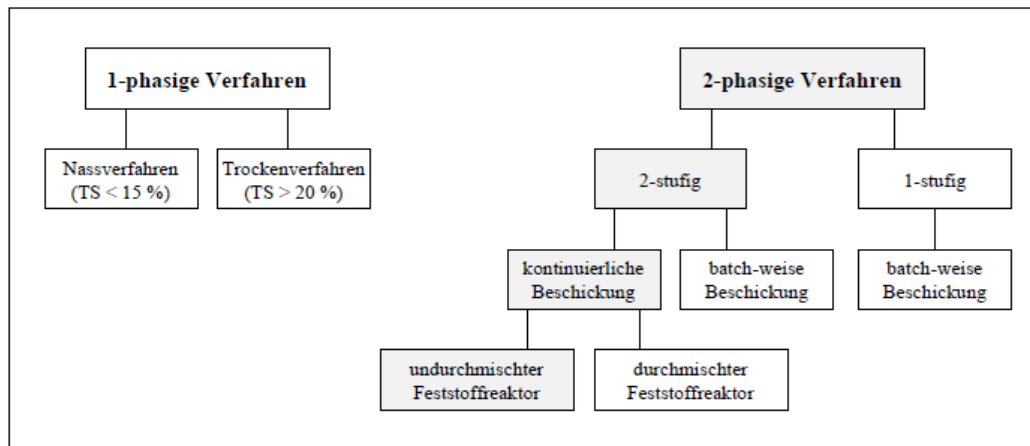 1-phasige Verfahren
2-phasige Verfahren
Nassverfahren
(TS < 15 %)
Trockenverfahren
(TS > 20 %)
2-stufig
1-stufig
kontinuierliche
Beschickung
batch-weise
Beschickung
batch-weise
Beschickung
undurchmischter
Feststoffreaktor
durchmischter
Feststoffreaktor